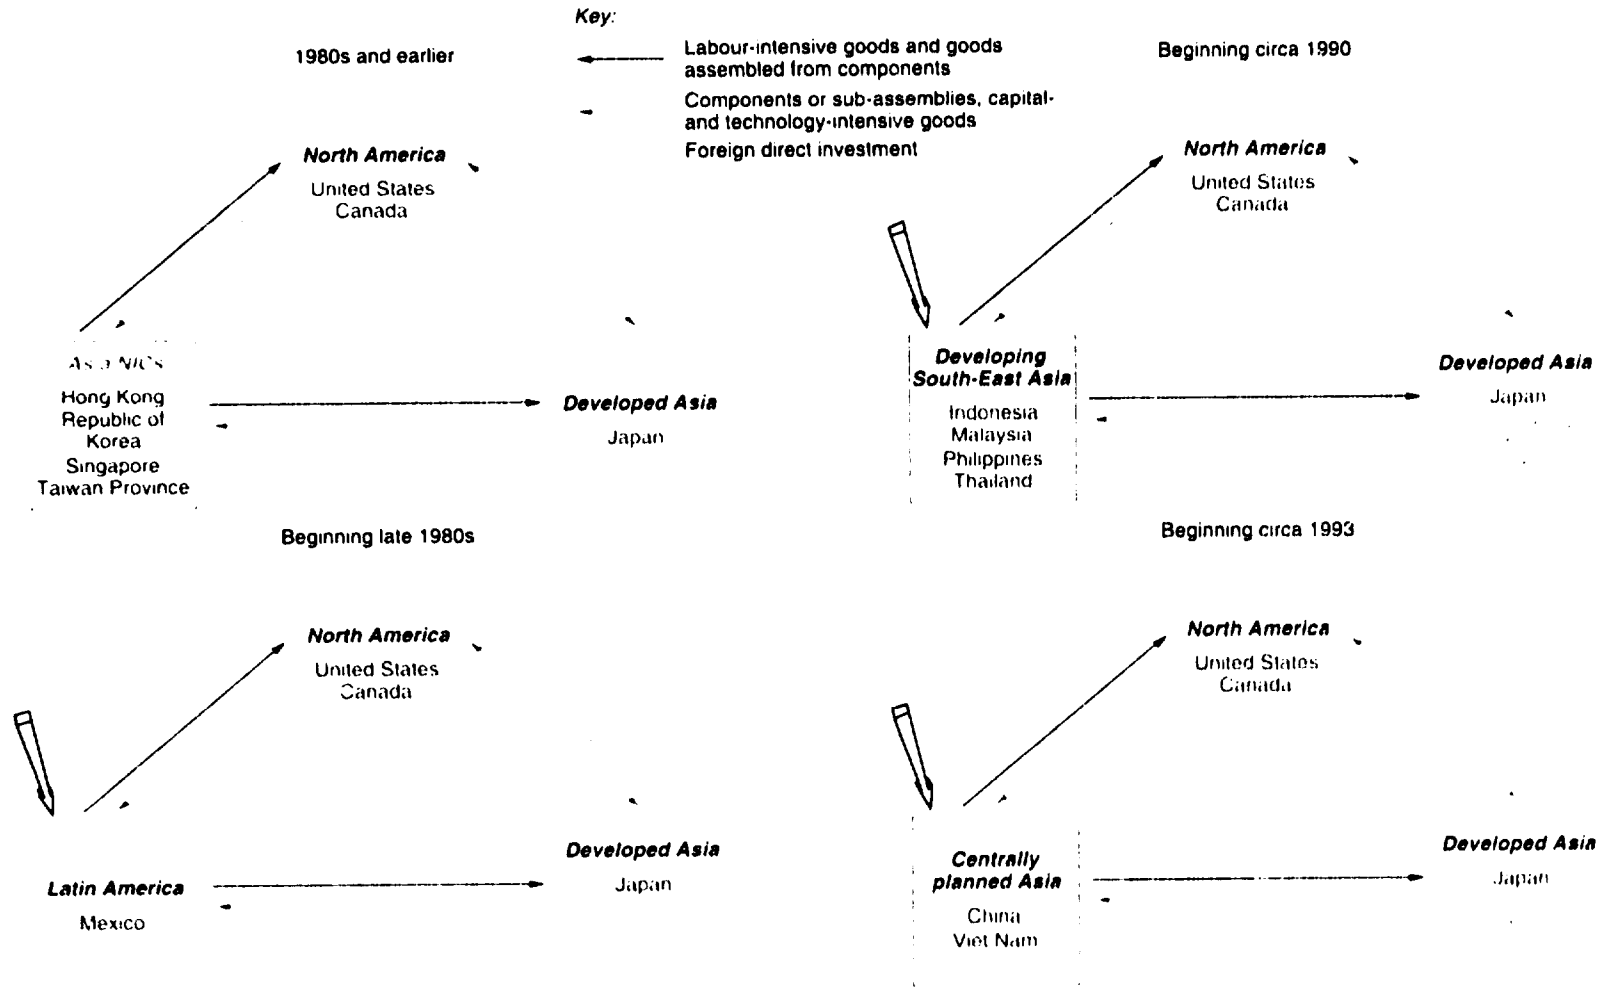 Key:
Labour-intensive goods and goods
assembled from components
Components or sub-assemblies, capital-
and technology-intensive goods
Foreign direct investment
1980s and earlier
North America
United States
Canada
Asia NICs
Hong Kong
Republic of
Korea
Singapore
Taiwan Province
Developed Asia
Japan
Beginning circa 1990
North America
United States
Canada
Developing
South-East Asia
Indonesia
Malaysia
Philippines
Thailand
Developed Asia
Japan
Beginning late 1980s
North America
United States
Canada
Latin America
Mexico
Developed Asia
Japan
Beginning circa 1993
North America
United States
Canada
Centrally
planned Asia
China
Viet Nam
Developed Asia
Japan